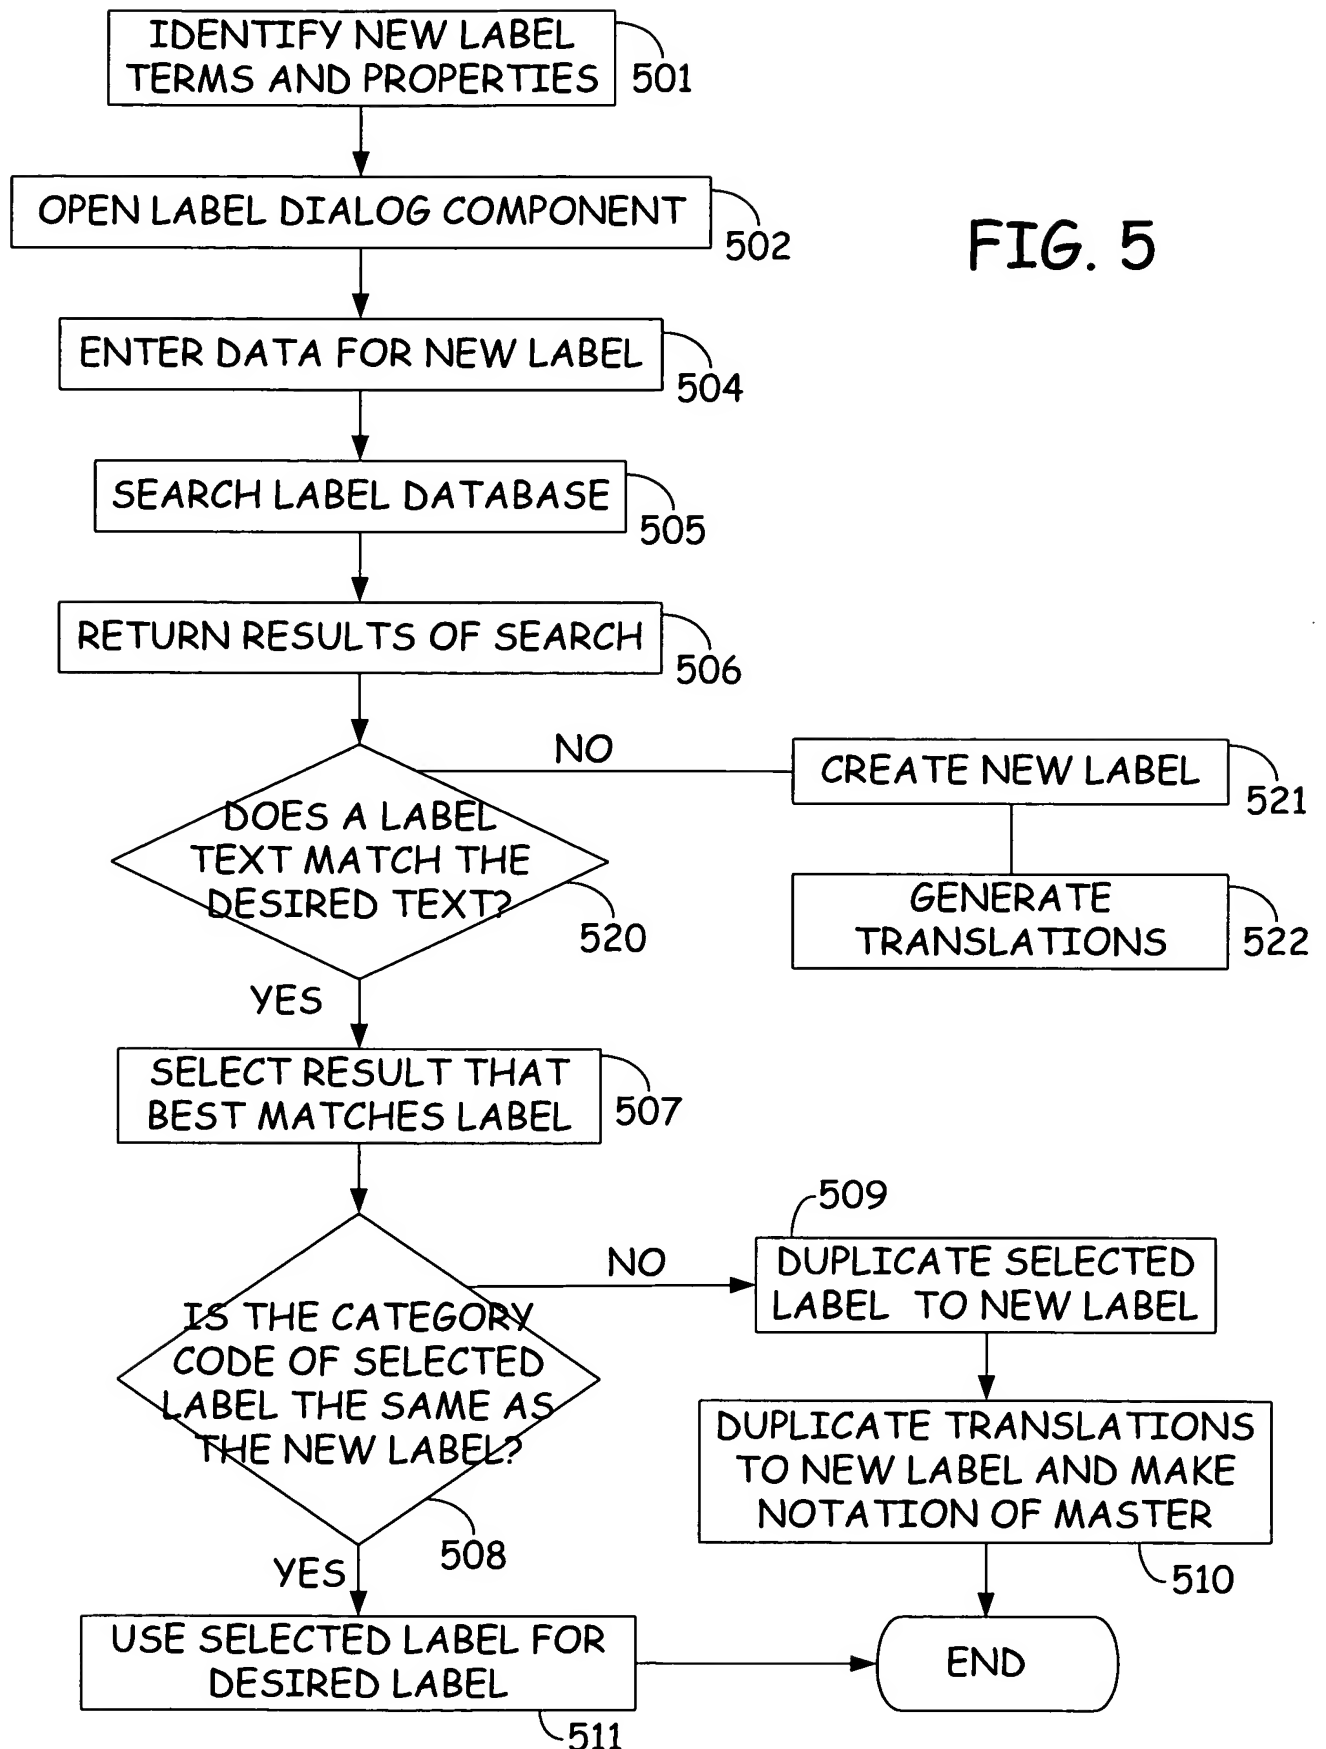 IDENTIFY NEW LABEL
TERMS AND PROPERTIES
501
OPEN LABEL DIALOG COMPONENT
502
FIG. 5
ENTER DATA FOR NEW LABEL
504
SEARCH LABEL DATABASE
505
RETURN RESULTS OF SEARCH
506
DOES A LABEL
TEXT MATCH THE
DESIRED TEXT?
520
NO
CREATE NEW LABEL
521
GENERATE
TRANSLATIONS
522
YES
SELECT RESULT THAT
BEST MATCHES LABEL
507
IS THE CATEGORY
CODE OF SELECTED
LABEL THE SAME AS
THE NEW LABEL?
508
NO
509
DUPLICATE SELECTED
LABEL TO NEW LABEL
DUPLICATE TRANSLATIONS
TO NEW LABEL AND MAKE
NOTATION OF MASTER
510
YES
USE SELECTED LABEL FOR
DESIRED LABEL
511
END